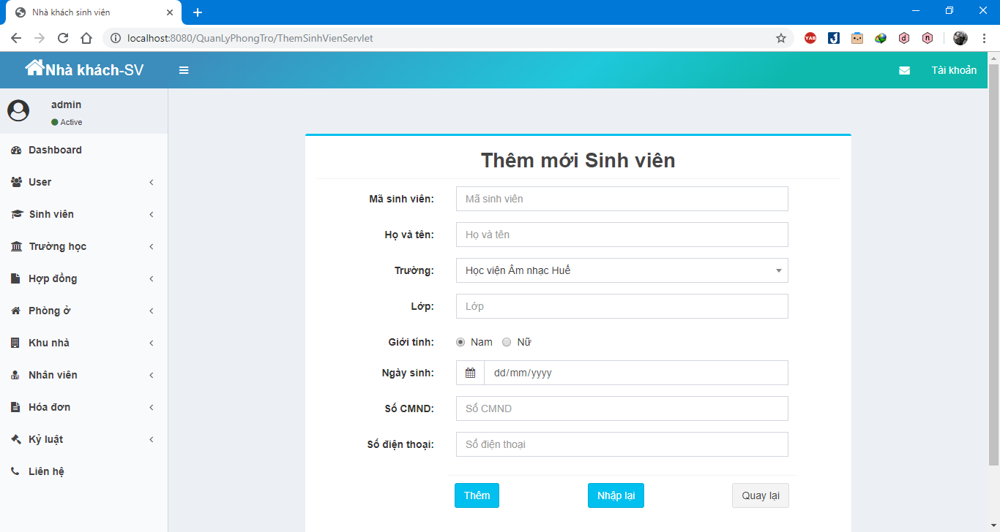 Nhà khách sinh viên
localhost:8080/QuanLyPhongTro/ThemSinhVienServlet
YAB
d
n
Nhà khách-SV
Tài khoản
admin
Active
Dashboard
User
Sinh viên
Trường học
Hợp đồng
Phòng ở
Khu nhà
Nhân viên
Hóa đơn
Kỷ luật
Liên hệ
Thêm mới Sinh viên
Mã sinh viên: Mã sinh viên
Họ và tên: Họ và tên
Trường: Học viện Âm nhạc Huế
Lớp: Lớp
Giới tính: Nam Nữ
Ngày sinh: dd/mm/yyyy
Số CMND: Số CMND
Số điện thoại: Số điện thoại
Thêm Nhập lại Quay lại